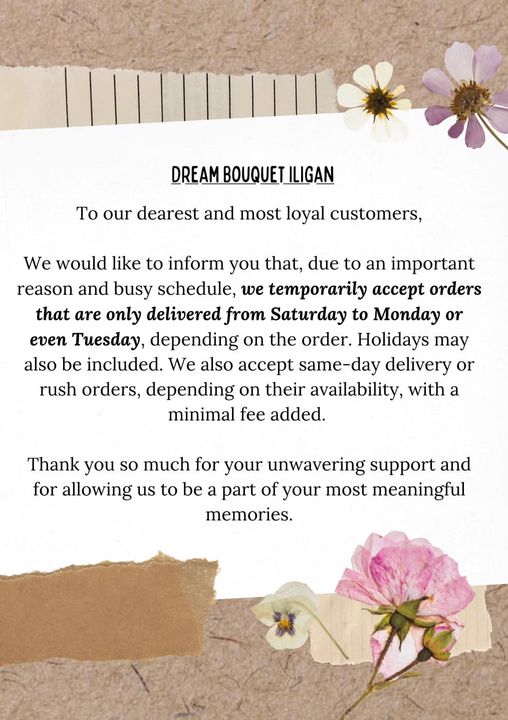 DREAM BOUQUET ILIGAN
To our dearest and most loyal customers,
We would like to inform you that, due to an important
reason and busy schedule, we temporarily accept orders
that are only delivered from Saturday to Monday or
even Tuesday, depending on the order. Holidays may
also be included. We also accept same-day delivery or
rush orders, depending on their availability, with a
minimal fee added.
Thank you so much for your unwavering support and
for allowing us to be a part of your most meaningful
memories.